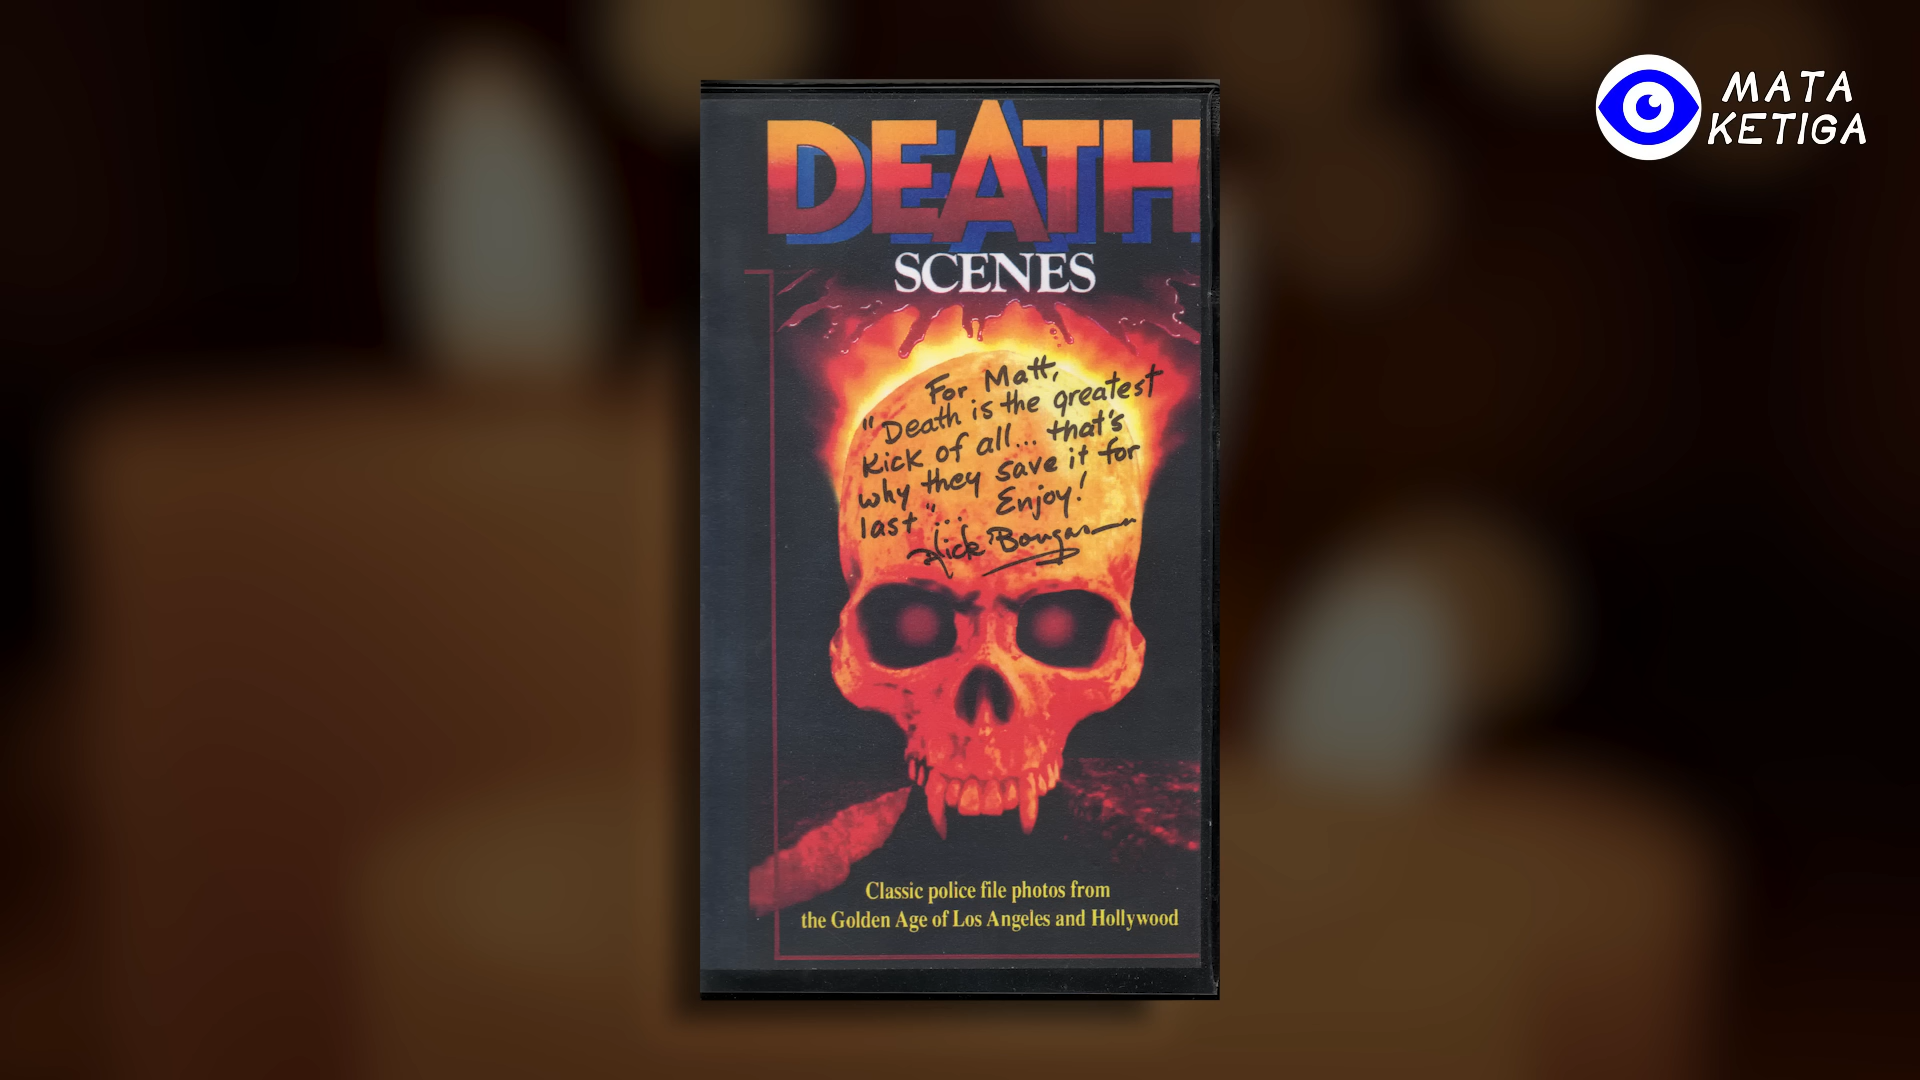 MATA
KETIGA
DEATH
SCENES
For Matt,
"Death is the greatest
Kick of all... that's
why they save it for
last"... Enjoy!
Nick Bougas
Classic police file photos from
the Golden Age of Los Angeles and Hollywood